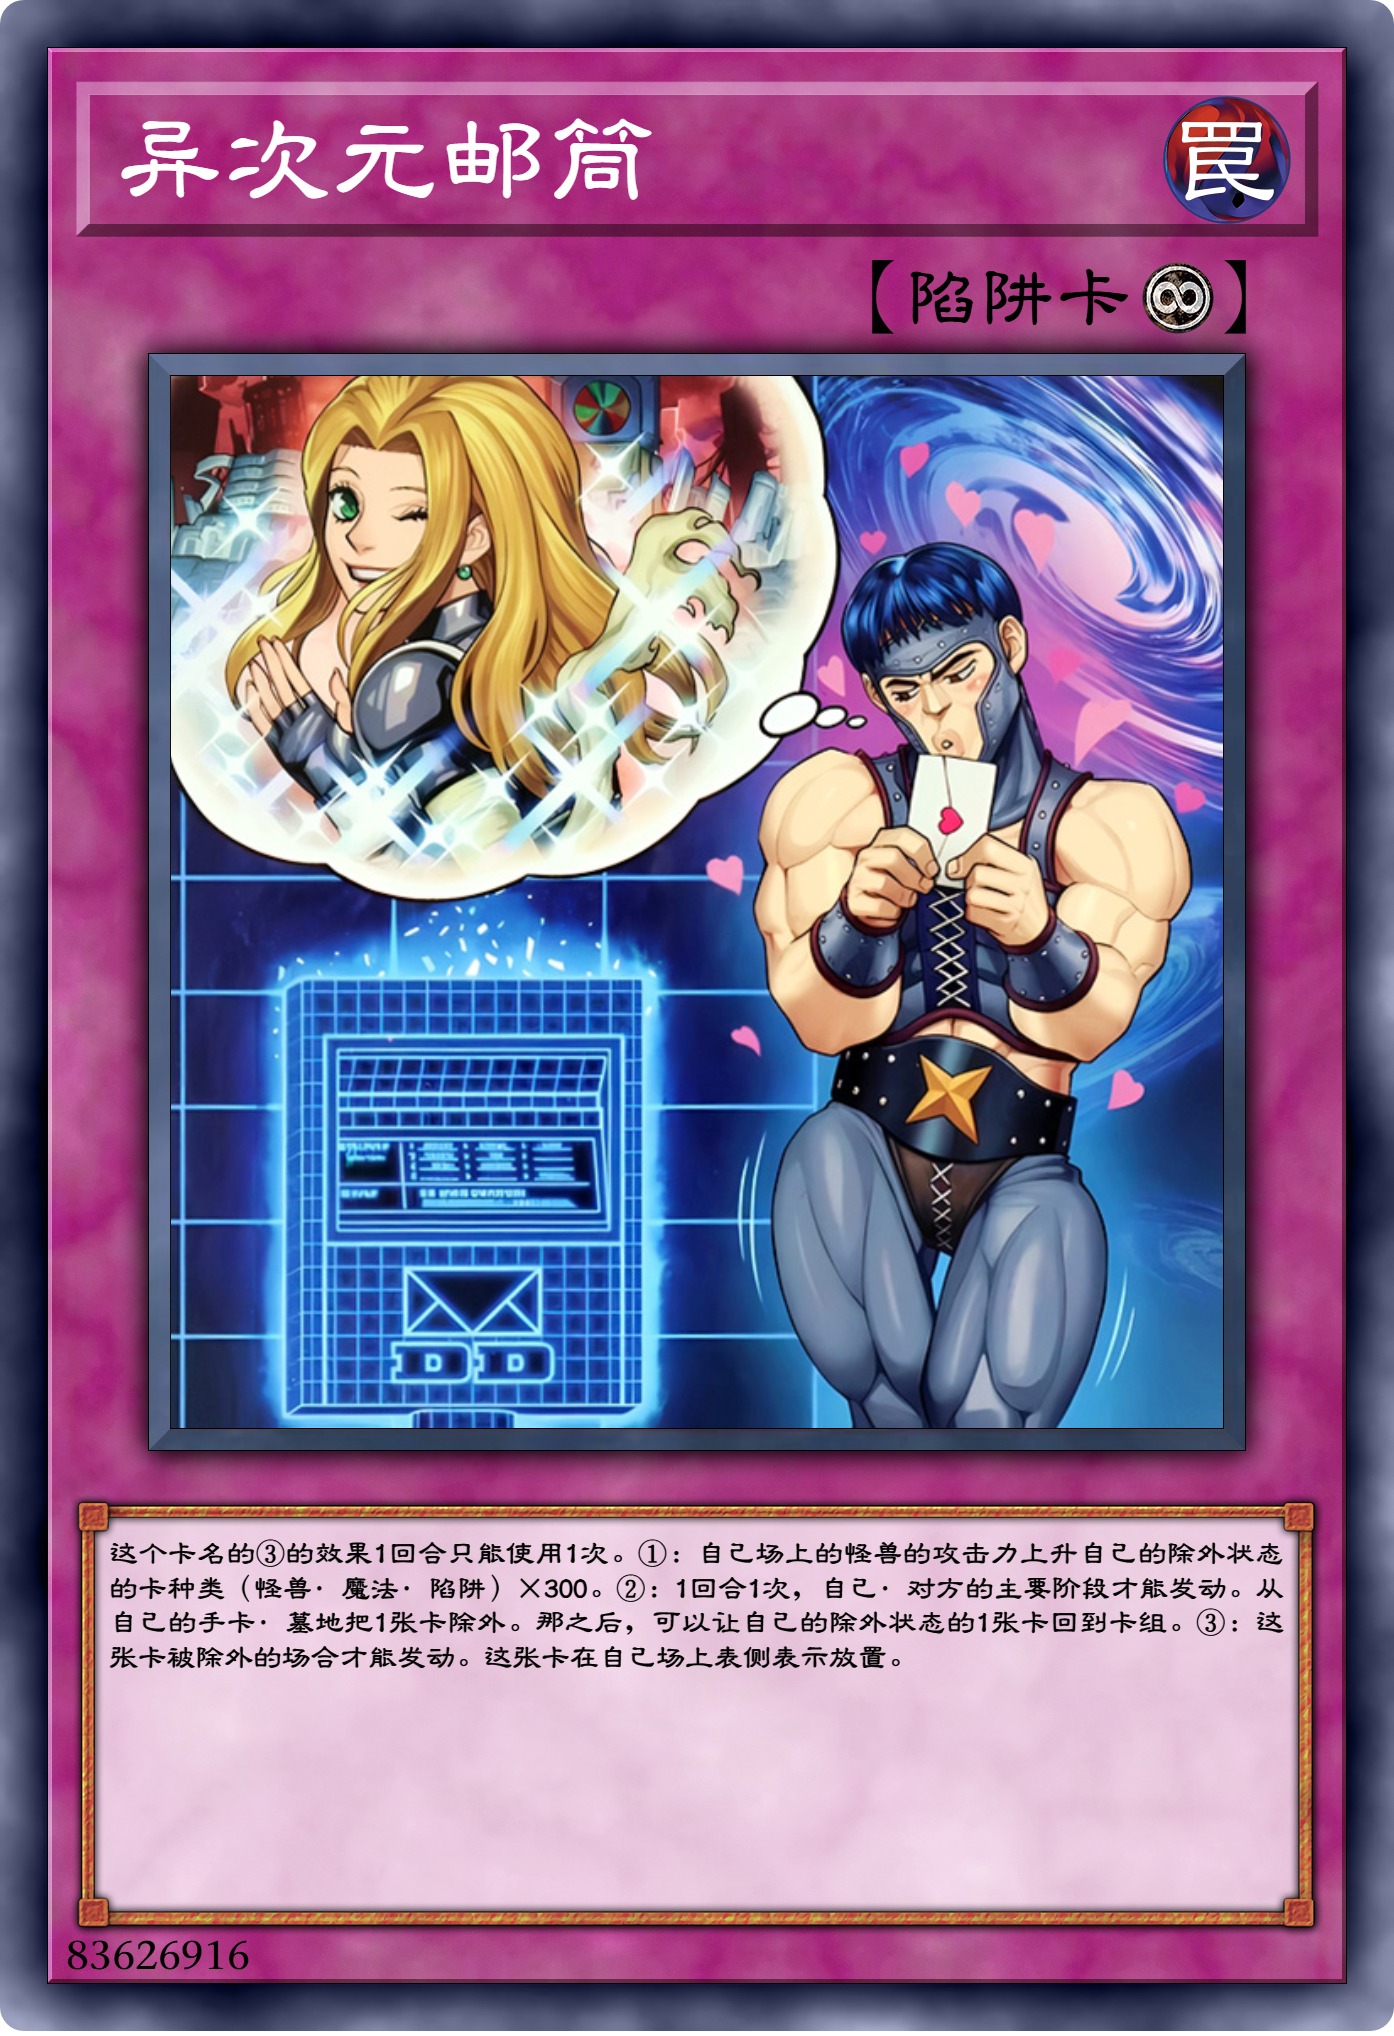 异次元邮筒
罠
【陷阱卡∞】
DD
这个卡名的③的效果1回合只能使用1次。①：自己场上的怪兽的攻击力上升自己的除外状态
的卡种类（怪兽·魔法·陷阱）×300。②：1回合1次，自己·对方的主要阶段才能发动。从
自己的手卡·墓地把1张卡除外。那之后，可以让自己的除外状态的1张卡回到卡组。③：这
张卡被除外的场合才能发动。这张卡在自己场上表侧表示放置。
83626916